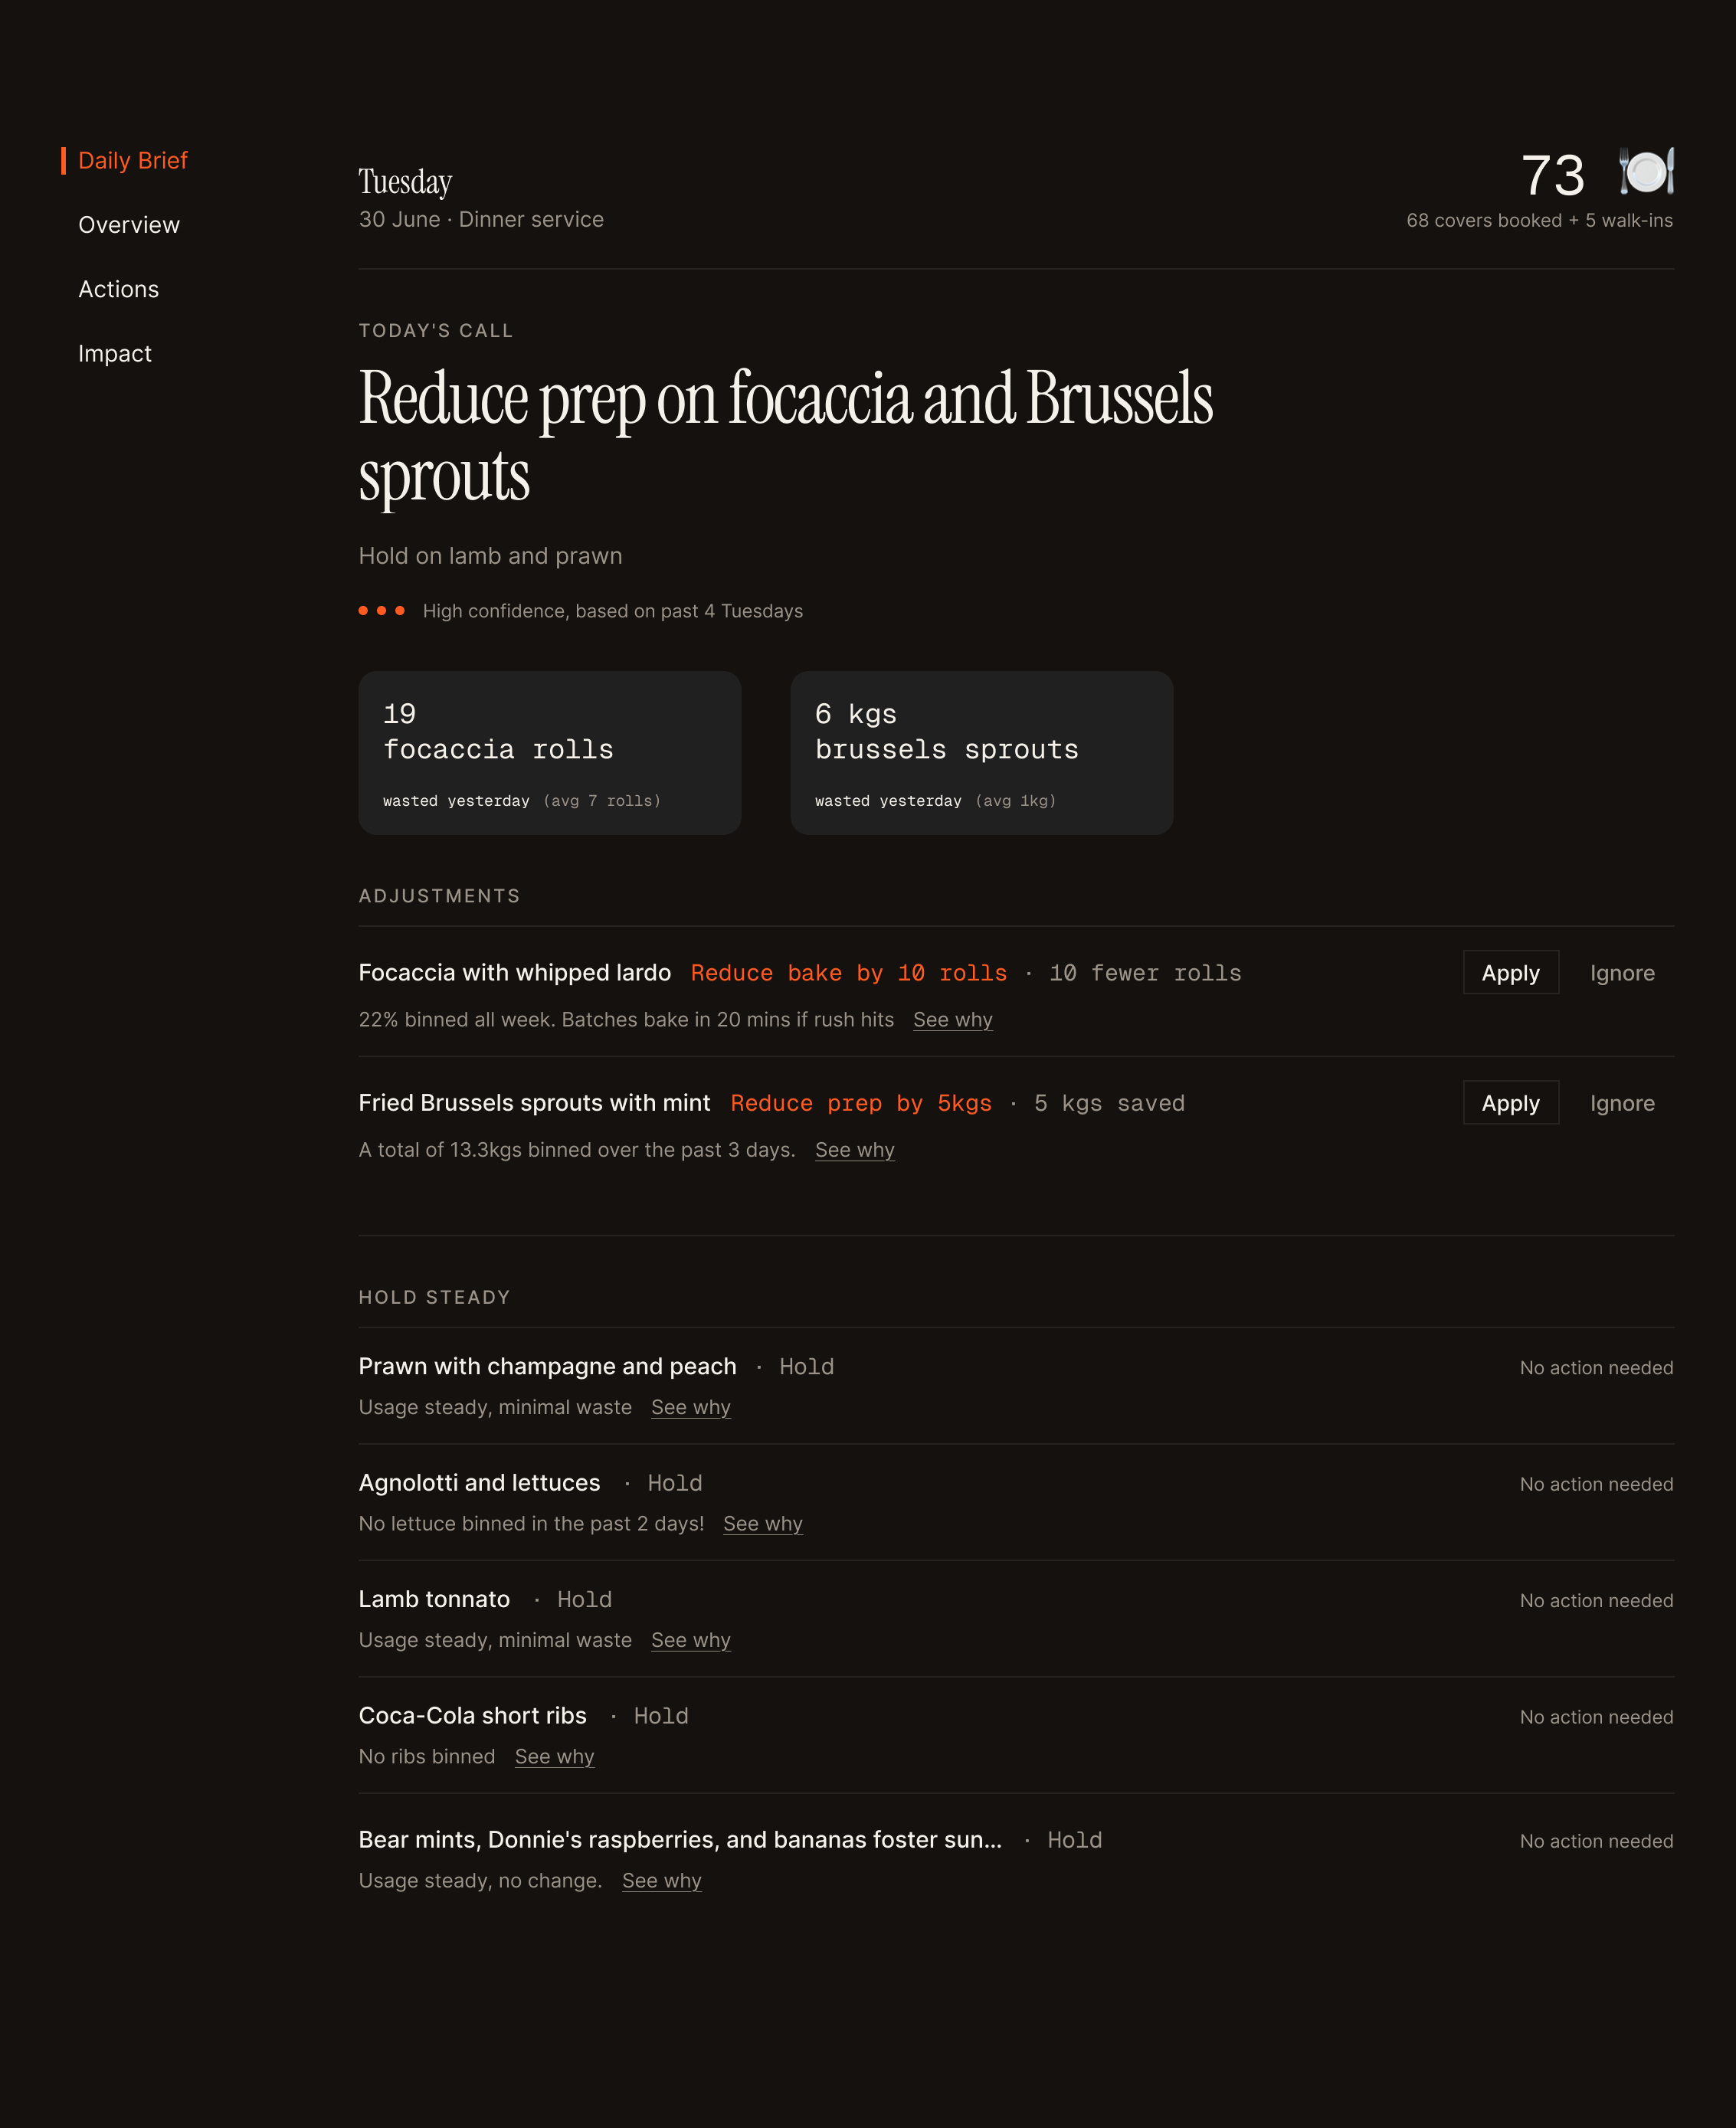 Daily Brief
Overview
Actions
Impact
Tuesday
30 June · Dinner service
73
68 covers booked + 5 walk-ins
TODAY'S CALL
Reduce prep on focaccia and Brussels
sprouts
Hold on lamb and prawn
High confidence, based on past 4 Tuesdays
19
focaccia rolls
wasted yesterday (avg 7 rolls)
6 kgs
brussels sprouts
wasted yesterday (avg 1kg)
ADJUSTMENTS
Focaccia with whipped lardo Reduce bake by 10 rolls · 10 fewer rolls Apply Ignore
22% binned all week. Batches bake in 20 mins if rush hits See why
Fried Brussels sprouts with mint Reduce prep by 5kgs · 5 kgs saved Apply Ignore
A total of 13.3kgs binned over the past 3 days. See why
HOLD STEADY
Prawn with champagne and peach · Hold No action needed
Usage steady, minimal waste See why
Agnolotti and lettuces · Hold No action needed
No lettuce binned in the past 2 days! See why
Lamb tonnato · Hold No action needed
Usage steady, minimal waste See why
Coca-Cola short ribs · Hold No action needed
No ribs binned See why
Bear mints, Donnie's raspberries, and bananas foster sun... · Hold No action needed
Usage steady, no change. See why